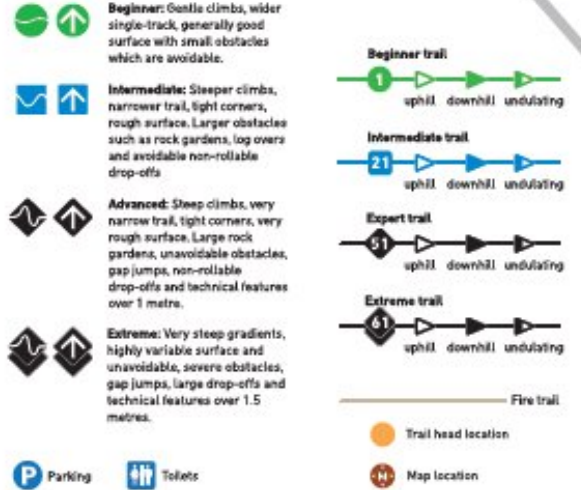 Beginner: Gentle climbs, wider
single-track, generally good
surface with small obstacles
which are avoidable.
Intermediate: Steeper climbs,
narrower trail, tight corners,
rough surface. Larger obstacles
such as rock gardens, log overs
and avoidable non-rollable
drop-offs
Advanced: Steep climbs, very
narrow trail, tight corners, very
rough surface. Large rock
gardens, unavoidable obstacles,
gap jumps, non-rollable
drop-offs and technical features
over 1 metre.
Extreme: Very steep gradients,
highly variable surface and
unavoidable, severe obstacles,
gap jumps, large drop-offs and
technical features over 1.5
metres.
P Parking
Toilets
Beginner trail
1
uphill downhill undulating
Intermediate trail
21
uphill downhill undulating
Expert trail
51
uphill downhill undulating
Extreme trail
61
uphill downhill undulating
Fire trail
Trail head location
Map location